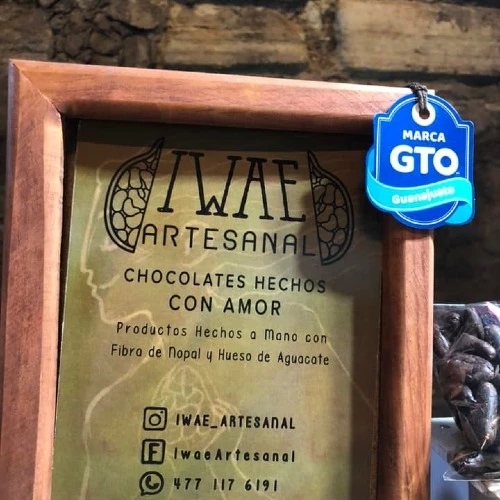 IWAE
ARTESANAL
CHOCOLATES HECHOS
CON AMOR
Productos Hechos a Mano con
Fibra de Nopal y Hueso de Aguacate
IWAE_ARTESANAL
IwaeArtesanal
477 117 6191
MARCA
GTO
Guanajuato